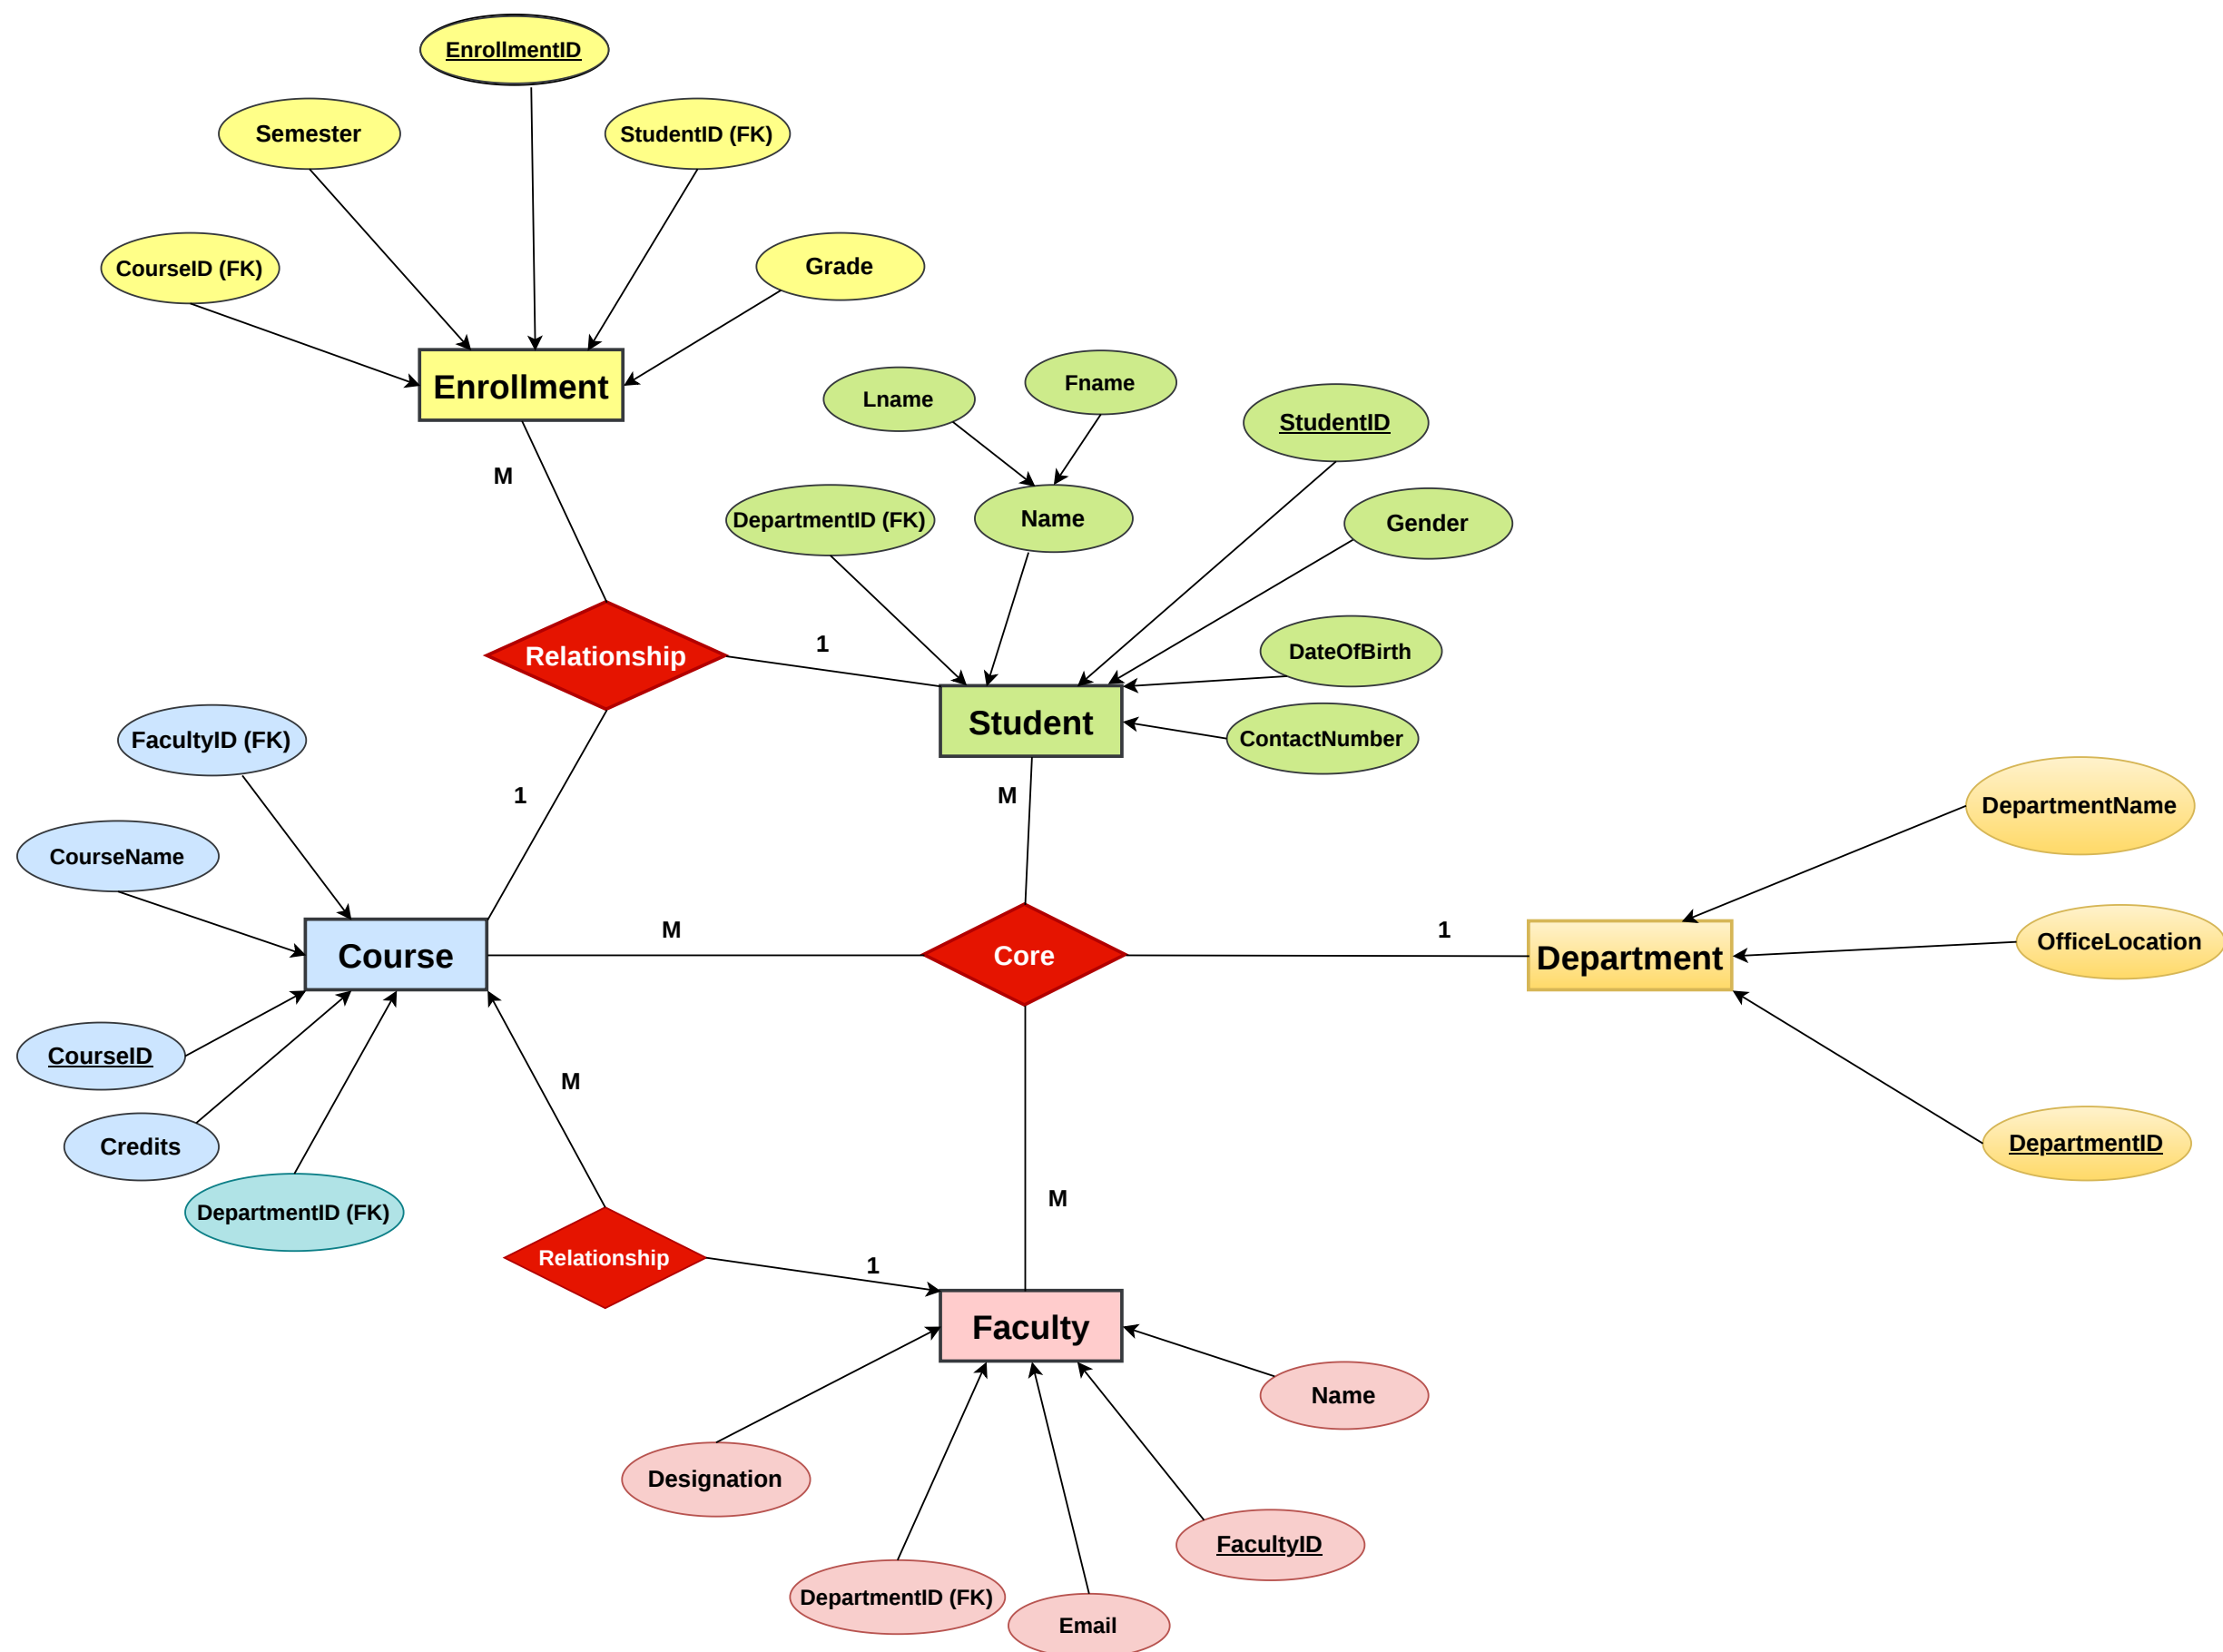 EnrollmentID
Semester
StudentID (FK)
CourseID (FK)
Grade
Enrollment
Lname
Fname
StudentID
M
DepartmentID (FK)
Name
Gender
Relationship
1
DateOfBirth
Student
ContactNumber
FacultyID (FK)
1
M
DepartmentName
CourseName
M
1
OfficeLocation
Course
Core
Department
CourseID
M
Credits
DepartmentID
DepartmentID (FK)
M
Relationship
1
Faculty
Name
Designation
FacultyID
DepartmentID (FK)
Email